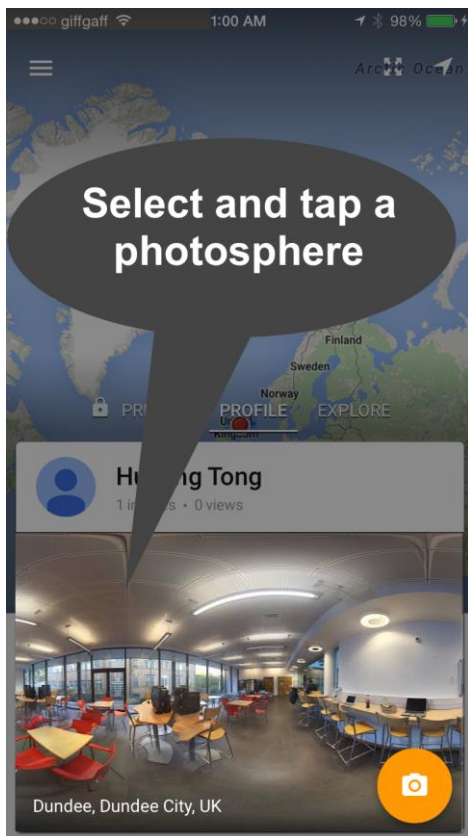 giffgaff 1:00 AM 98%
Arctic Ocean
Select and tap a
photosphere
Finland
Sweden
Norway
PROFILE EXPLORE
Tong
0 views
Dundee, Dundee City, UK